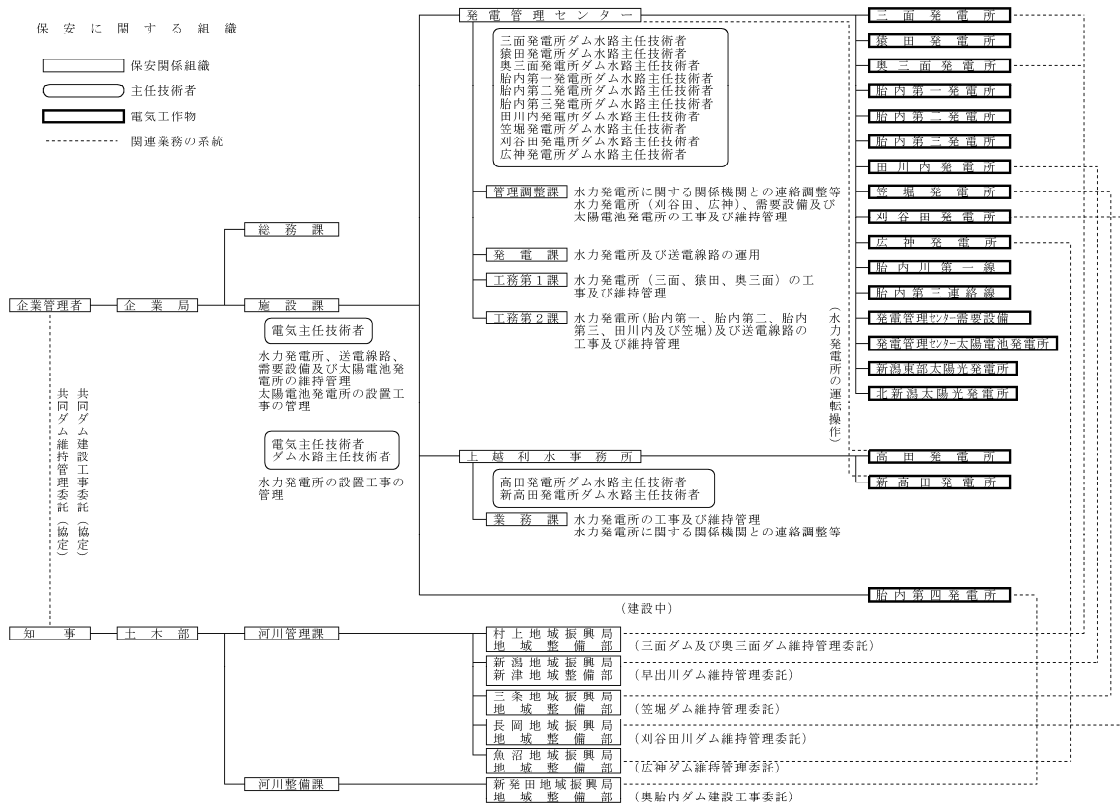 保安に関する組織
保安関係組織
主任技術者
電気工作物
関連業務の系統
企業管理者
企業局
総務課
施設課
電気主任技術者
水力発電所、送電線路、
需要設備及び太陽電池発
電所の維持管理
太陽電池発電所の設置工
事の管理
電気主任技術者
ダム水路主任技術者
水力発電所の設置工事の
管理
共同ダム建設工事委託(協定)
共同ダム維持管理委託(協定)
発電管理センター
三面発電所ダム水路主任技術者
猿田発電所ダム水路主任技術者
奥三面発電所ダム水路主任技術者
胎内第一発電所ダム水路主任技術者
胎内第二発電所ダム水路主任技術者
胎内第三発電所ダム水路主任技術者
田川内発電所ダム水路主任技術者
笠堀発電所ダム水路主任技術者
刈谷田発電所ダム水路主任技術者
広神発電所ダム水路主任技術者
管理調整課
水力発電所に関する関係機関との連絡調整等
水力発電所(刈谷田、広神)、需要設備及び
太陽電池発電所の工事及び維持管理
発電課
水力発電所及び送電線路の運用
工務第1課
水力発電所(三面、猿田、奥三面)の工
事及び維持管理
工務第2課
水力発電所(胎内第一、胎内第二、胎内
第三、田川内及び笠堀)及び送電線路の
工事及び維持管理
(水力発電所の運転操作)
三面発電所
猿田発電所
奥三面発電所
胎内第一発電所
胎内第二発電所
胎内第三発電所
田川内発電所
笠堀発電所
刈谷田発電所
広神発電所
胎内川第一線
胎内第三連絡線
発電管理センター需要設備
発電管理センター太陽電池発電所
新潟東部太陽光発電所
北新潟太陽光発電所
上越利水事務所
高田発電所ダム水路主任技術者
新高田発電所ダム水路主任技術者
業務課
水力発電所の工事及び維持管理
水力発電所に関する関係機関との連絡調整等
高田発電所
新高田発電所
胎内第四発電所
(建設中)
知事
土木部
河川管理課
村上地域振興局
地域整備部
(三面ダム及び奥三面ダム維持管理委託)
新潟地域振興局
新津地域整備部
(早出川ダム維持管理委託)
三条地域振興局
地域整備部
(笠堀ダム維持管理委託)
長岡地域振興局
地域整備部
(刈谷田川ダム維持管理委託)
魚沼地域振興局
地域整備部
(広神ダム維持管理委託)
河川整備課
新発田地域振興局
地域整備部
(奥胎内ダム建設工事委託)